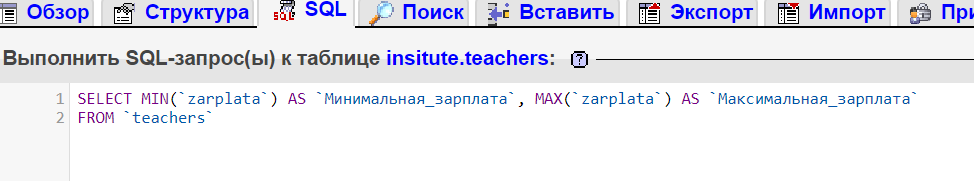 Обзор Структура SQL Поиск Вставить Экспорт Импорт
Выполнить SQL-запрос(ы) к таблице insitute.teachers:
1 SELECT MIN(`zarplata`) AS `Минимальная_зарплата`, MAX(`zarplata`) AS `Максимальная_зарплата`
2 FROM `teachers`